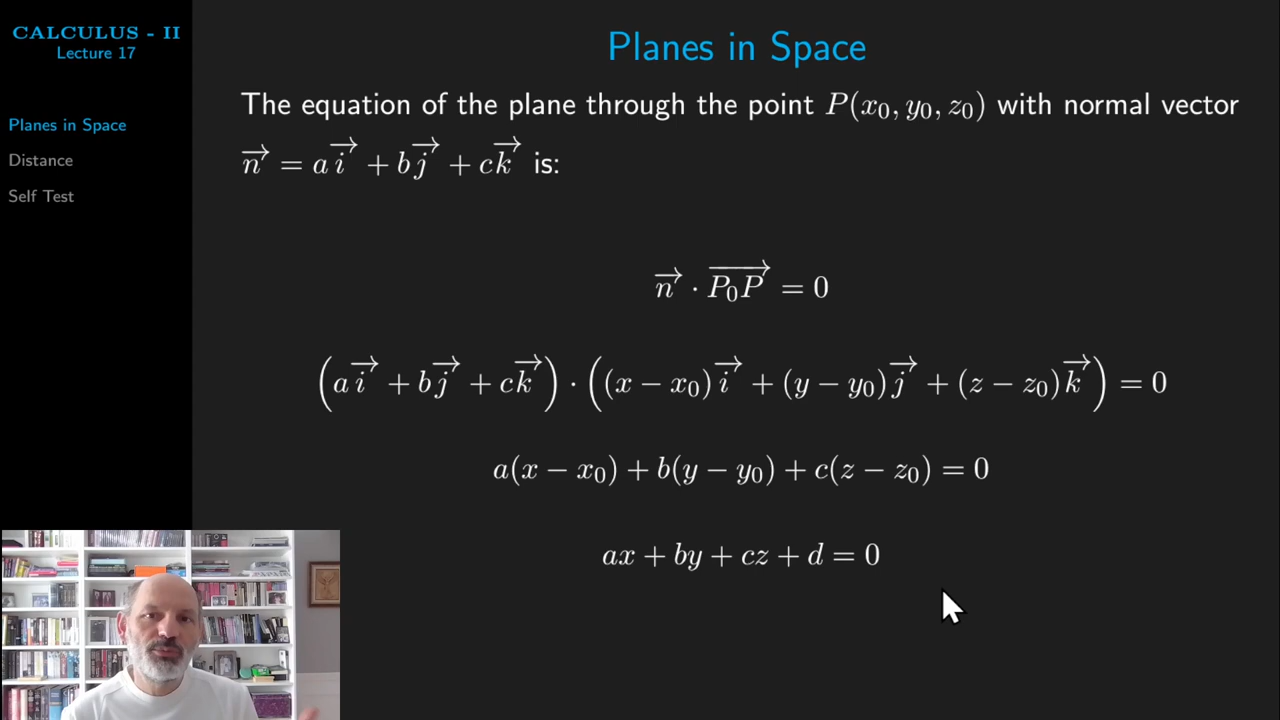 CALCULUS - II
Lecture 17
Planes in Space
Distance
Self Test
Planes in Space
The equation of the plane through the point P(x₀, y₀, z₀) with normal vector
n⃗ = ai⃗ + bj⃗ + ck⃗ is:
n⃗ · P₀P⃗ = 0
(ai⃗ + bj⃗ + ck⃗) · ((x − x₀)i⃗ + (y − y₀)j⃗ + (z − z₀)k⃗) = 0
a(x − x₀) + b(y − y₀) + c(z − z₀) = 0
ax + by + cz + d = 0